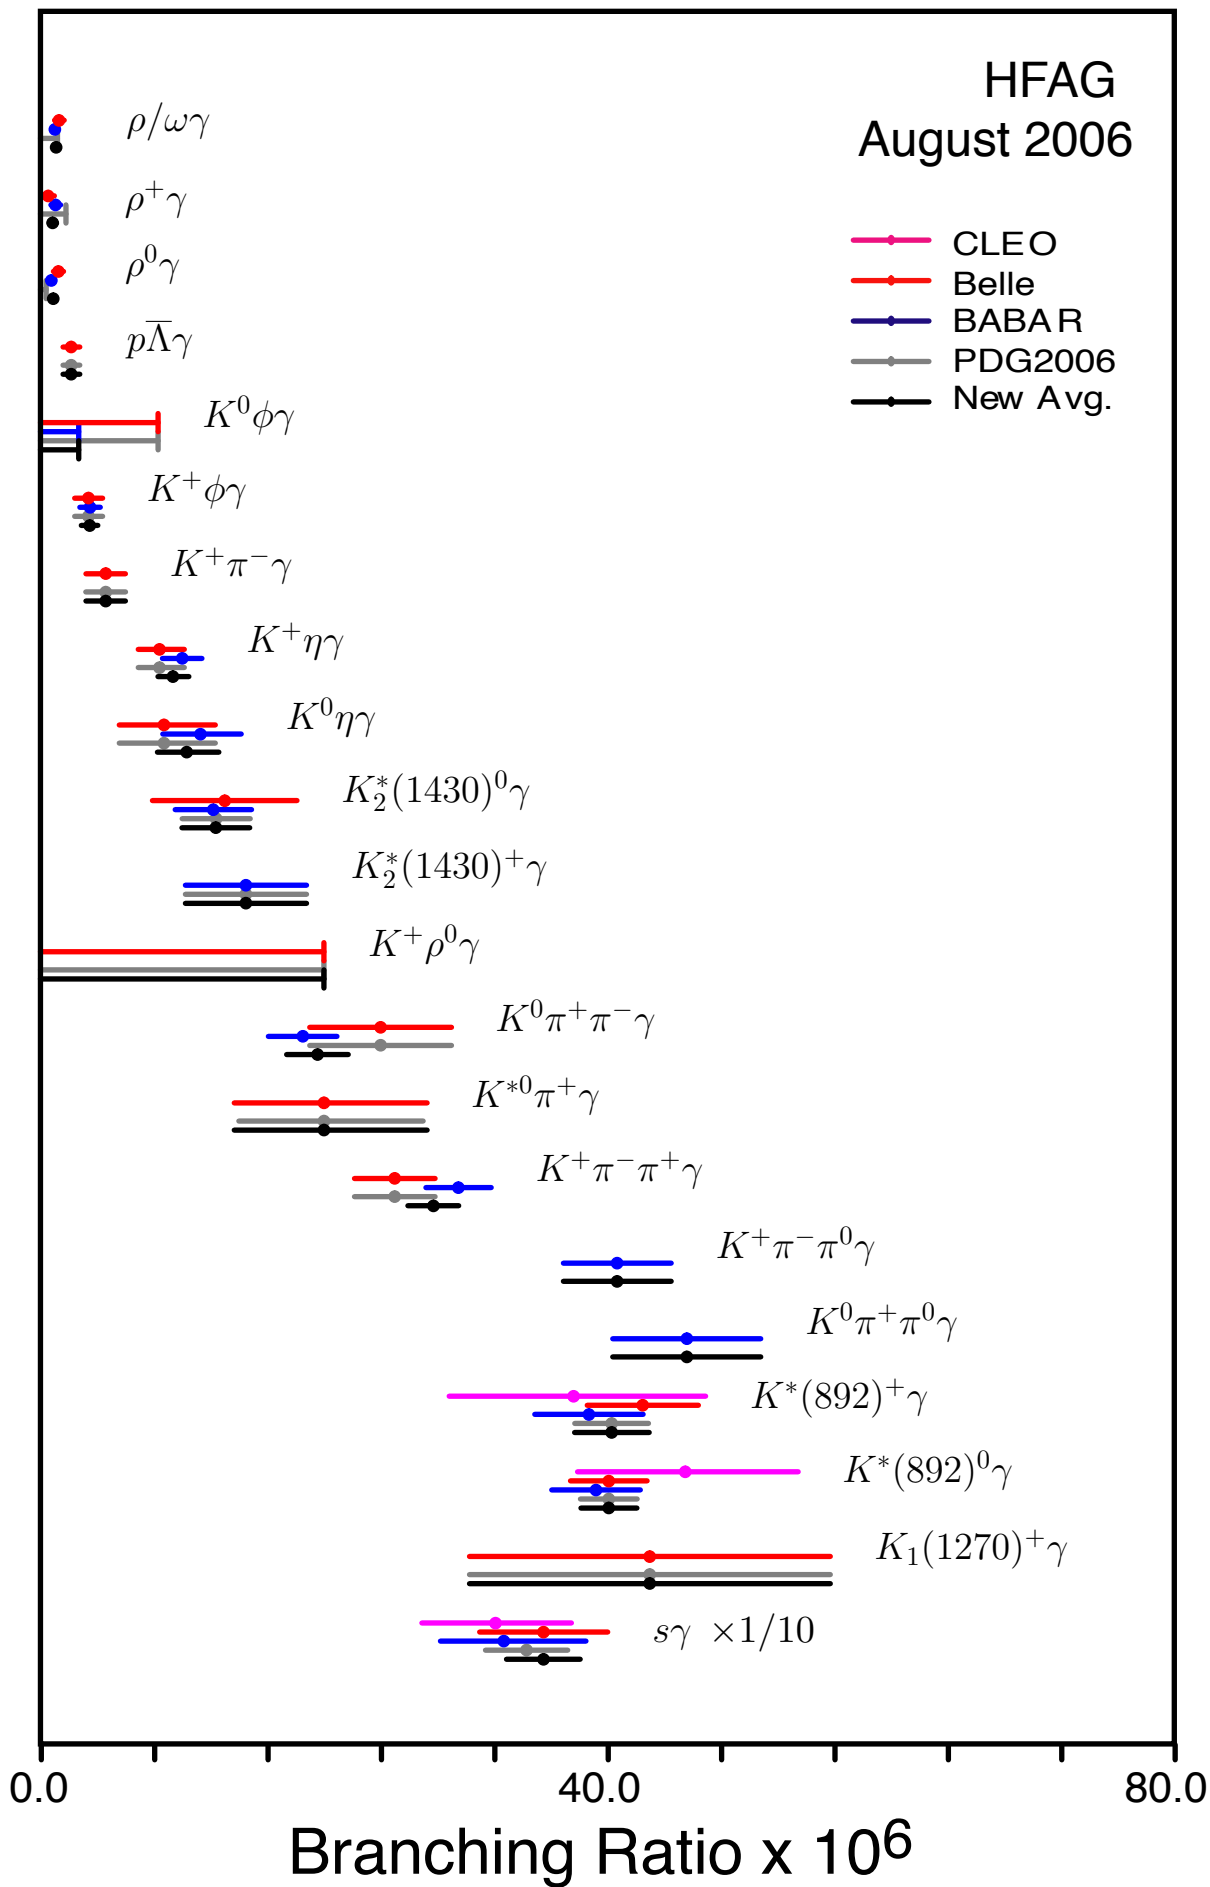 HFAG
August 2006
CLEO
Belle
BABAR
PDG2006
New Avg.
ρ/ωγ
ρ⁺γ
ρ⁰γ
pΛ̅γ
K⁰φγ
K⁺φγ
K⁺π⁻γ
K⁺ηγ
K⁰ηγ
K₂*(1430)⁰γ
K₂*(1430)⁺γ
K⁺ρ⁰γ
K⁰π⁺π⁻γ
K*⁰π⁺γ
K⁺π⁻π⁺γ
K⁺π⁻π⁰γ
K⁰π⁺π⁰γ
K*(892)⁺γ
K*(892)⁰γ
K₁(1270)⁺γ
sγ ×1/10
0.0 40.0 80.0
Branching Ratio x 10⁶